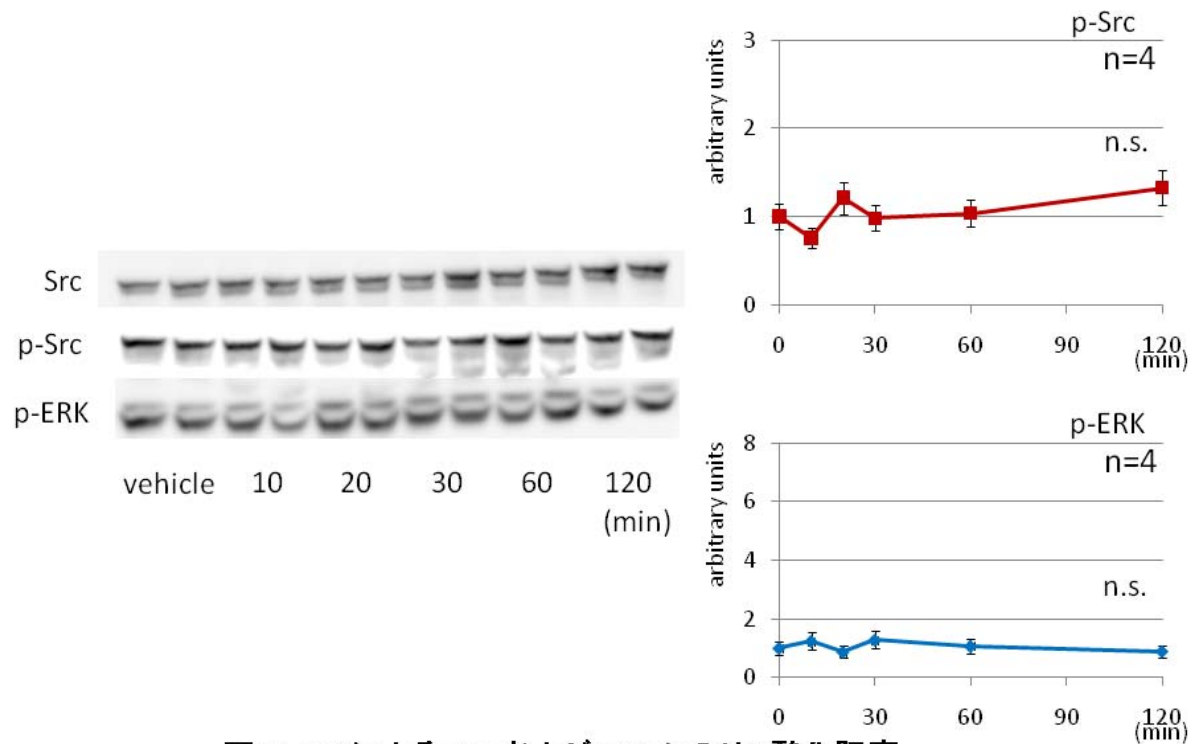 Src
p-Src
p-ERK
vehicle 10 20 30 60 120
(min)
p-Src
n=4
n.s.
arbitrary units
3
2
1
0
0 30 60 90 120
(min)
p-ERK
n=4
n.s.
arbitrary units
8
6
4
2
0
0 30 60 90 120
(min)